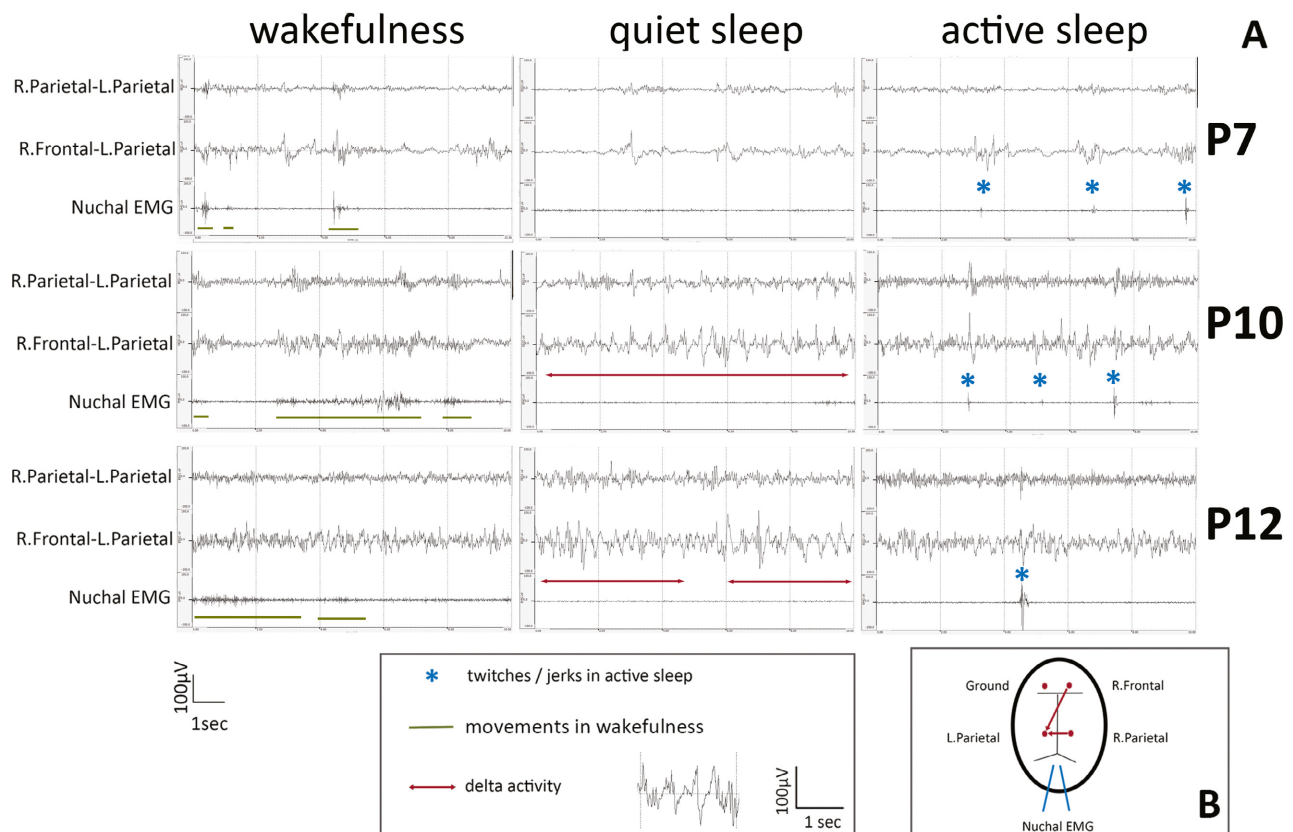 wakefulness quiet sleep active sleep A
R.Parietal-L.Parietal
R.Frontal-L.Parietal
Nuchal EMG
P7
R.Parietal-L.Parietal
R.Frontal-L.Parietal
Nuchal EMG
P10
R.Parietal-L.Parietal
R.Frontal-L.Parietal
Nuchal EMG
P12
100µV
1sec
* twitches / jerks in active sleep
movements in wakefulness
delta activity
100µV
1 sec
Ground R.Frontal
L.Parietal R.Parietal
Nuchal EMG
B